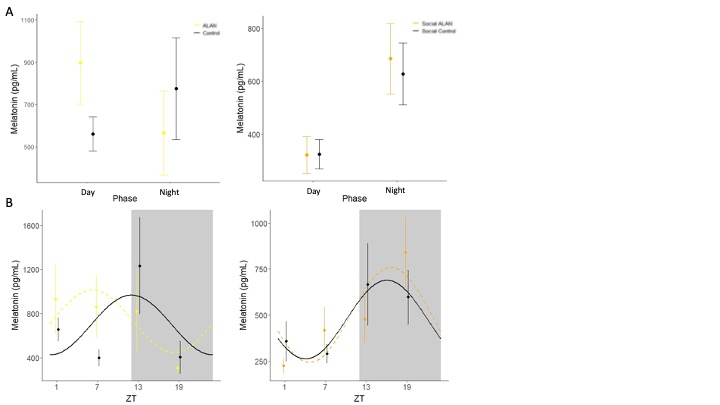 A
1100
900
700
500
Melatonin (pg/mL)
Day
Night
Phase
ALAN
Control
800
600
400
Melatonin (pg/mL)
Day
Night
Phase
Social ALAN
Social Control
B
1600
1200
800
400
Melatonin (pg/mL)
1 7 13 19
ZT
1000
750
500
250
Melatonin (pg/mL)
1 7 13 19
ZT